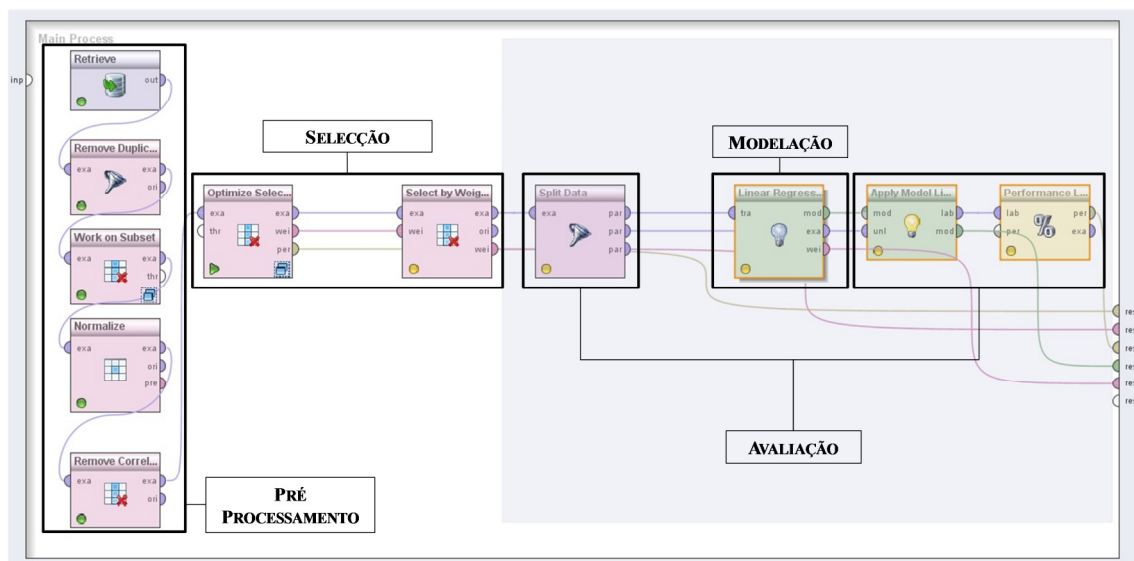 Main Process
inp
Retrieve
out
Remove Duplic...
exa exa
ori
Work on Subset
exa exa
thr
Normalize
exa exa
ori
pre
Remove Correl...
exa exa
ori
PRÉ
PROCESSAMENTO
SELECÇÃO
Optimize Selec...
exa exa
thr wei
per
Select by Weig...
exa exa
wei ori
wei
Split Data
exa par
par
par
MODELAÇÃO
Linear Regress...
tra mod
exa
wei
Apply Model Li...
mod lab
unl mod
Performance L...
lab per
per exa
AVALIAÇÃO
res
res
res
res
res
res